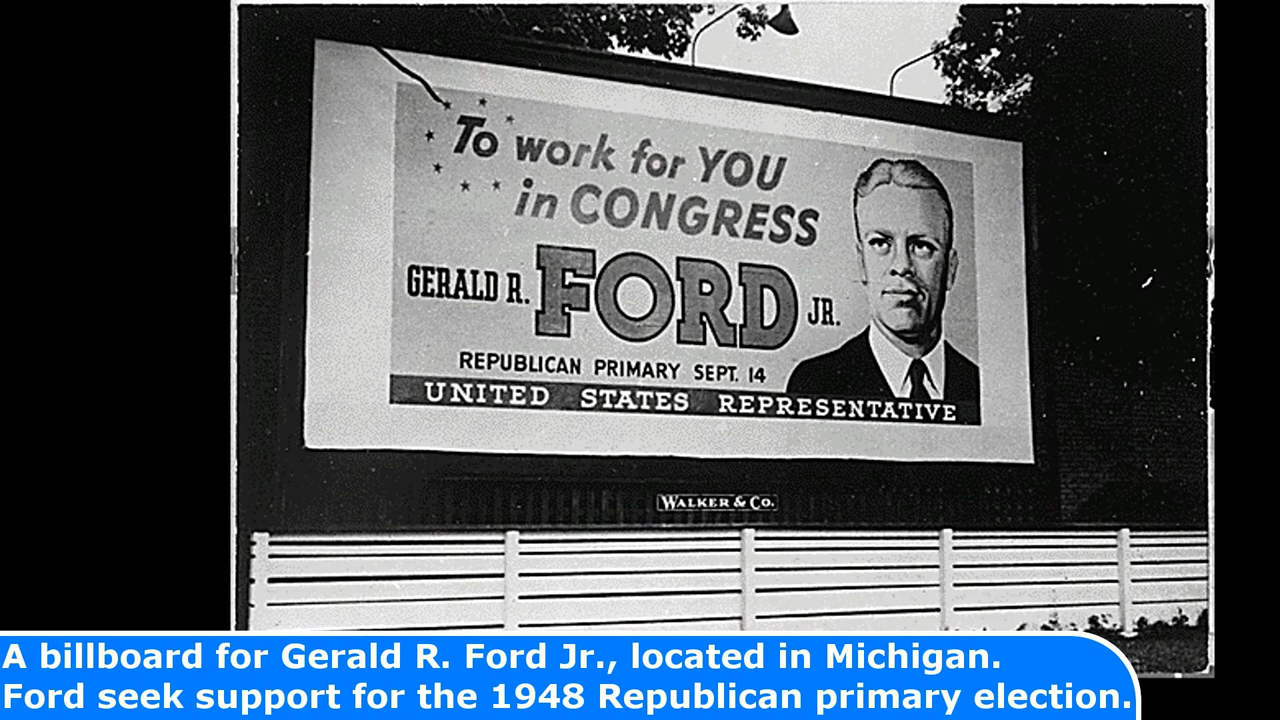 To work for YOU
in CONGRESS
GERALD R. FORD JR.
REPUBLICAN PRIMARY SEPT. 14
UNITED STATES REPRESENTATIVE
WALKER & CO.
A billboard for Gerald R. Ford Jr., located in Michigan.
Ford seek support for the 1948 Republican primary election.